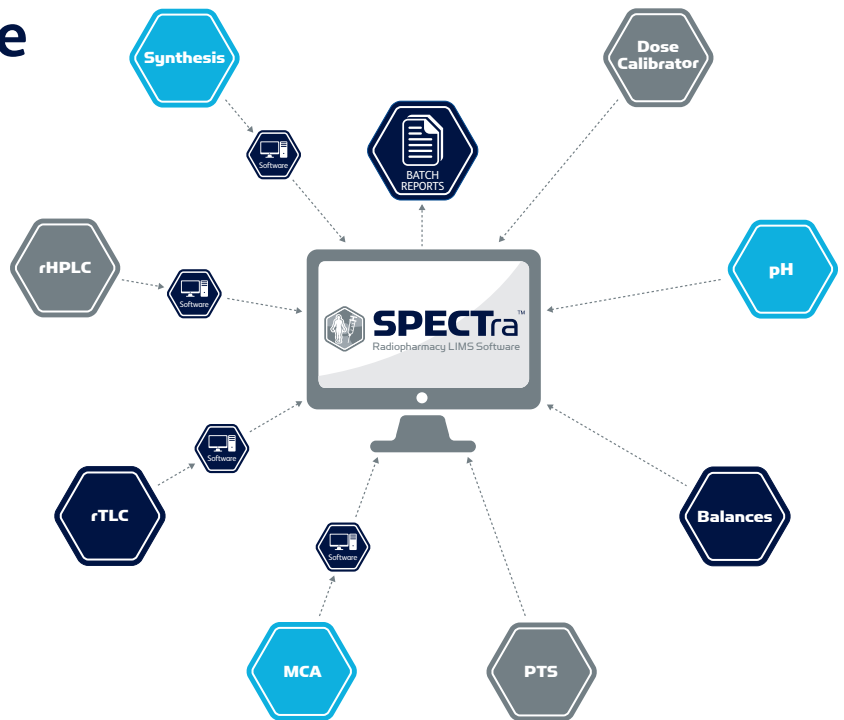 e
Synthesis
Dose
Calibrator
Software
BATCH
REPORTS
rHPLC
Software
pH
SPECTra™
Radiopharmacy LIMS Software
Software
rTLC
Balances
Software
MCA
PTS